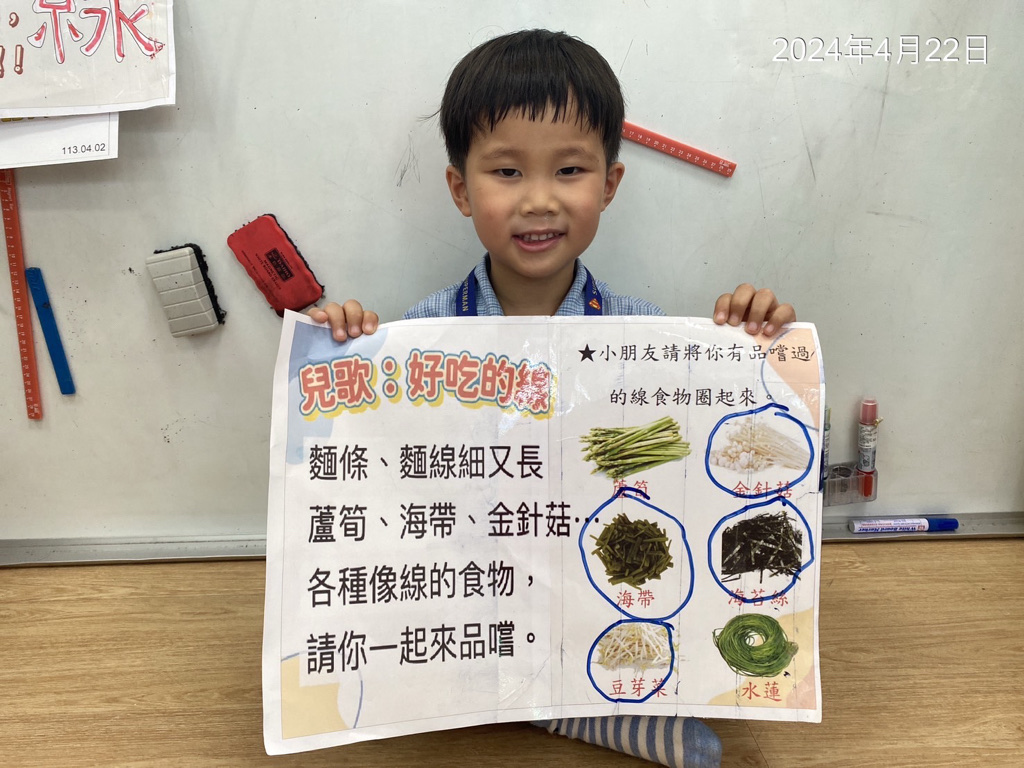 線
!!
113.04.02
2024年4月22日
兒歌：好吃的線
麵條、麵線細又長
蘆筍、海帶、金針菇…
各種像線的食物，
請你一起來品嚐。
★小朋友請將你有品嚐過
的線食物圈起來。
蘆筍
金針菇
海帶
海苔絲
豆芽菜
水蓮